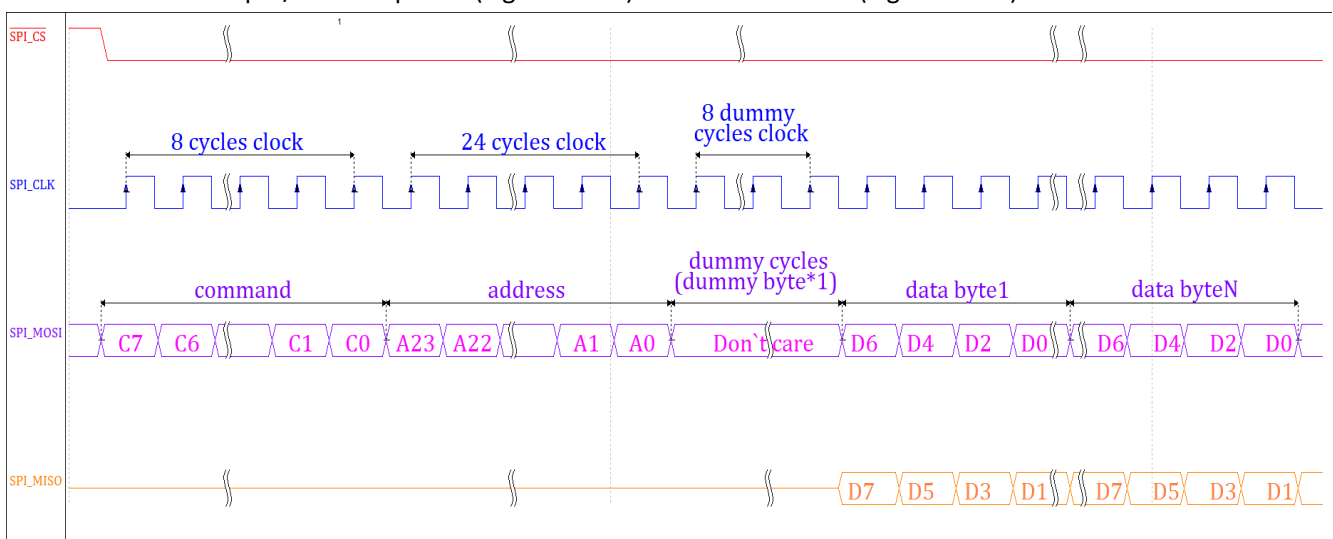 1
SPI_CS
8 cycles clock
24 cycles clock
8 dummy
cycles clock
SPI_CLK
command
address
dummy cycles
(dummy byte*1)
data byte1
data byteN
SPI_MOSI
C7 C6 C1 C0 A23 A22 A1 A0 Don`t care D6 D4 D2 D0 D6 D4 D2 D0
SPI_MISO
D7 D5 D3 D1 D7 D5 D3 D1